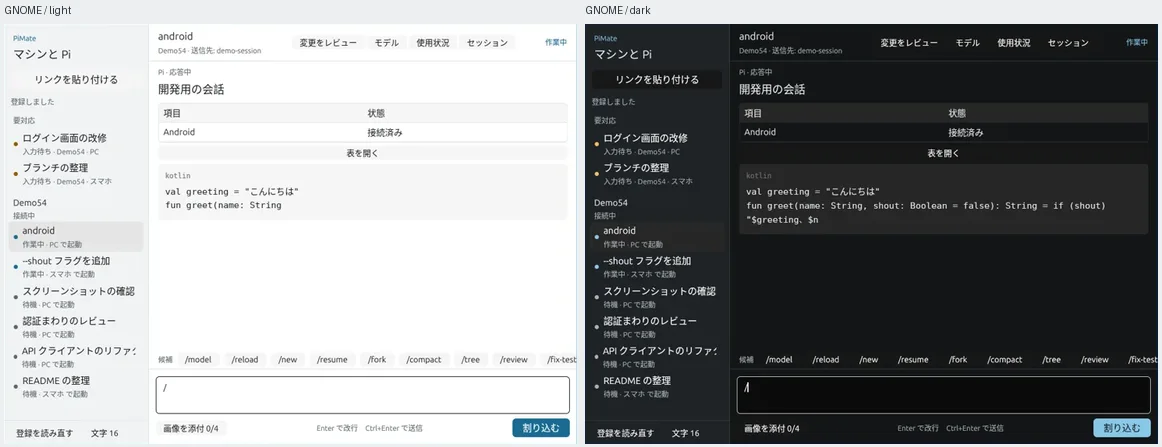 GNOME / light
PiMate
マシンと Pi
リンクを貼り付ける
登録しました
要対応
ログイン画面の改修
入力待ち · Demo54 · PC
ブランチの整理
入力待ち · Demo54 · スマホ
Demo54
接続中
android
作業中 · PC で起動
--shout フラグを追加
作業中 · スマホ で起動
スクリーンショットの確認
待機 · PC で起動
認証まわりのレビュー
待機 · PC で起動
API クライアントのリファク
待機 · PC で起動
README の整理
待機 · スマホ で起動
登録を読み直す 文字 16
android
Demo54 · 送信先: demo-session
変更をレビュー モデル 使用状況 セッション 作業中
Pi · 応答中
開発用の会話
項目 状態
Android 接続済み
表を開く
kotlin
val greeting = "こんにちは"
fun greet(name: String
候補 /model /reload /new /resume /fork /compact /tree /review /fix-test
/
画像を添付 0/4 Enter で改行 Ctrl+Enter で送信 割り込む
GNOME / dark
PiMate
マシンと Pi
リンクを貼り付ける
登録しました
要対応
ログイン画面の改修
入力待ち · Demo54 · PC
ブランチの整理
入力待ち · Demo54 · スマホ
Demo54
接続中
android
作業中 · PC で起動
--shout フラグを追加
作業中 · スマホ で起動
スクリーンショットの確認
待機 · PC で起動
認証まわりのレビュー
待機 · PC で起動
API クライアントのリファク
待機 · PC で起動
README の整理
待機 · スマホ で起動
登録を読み直す 文字 16
android
Demo54 · 送信先: demo-session
変更をレビュー モデル 使用状況 セッション 作業中
Pi · 応答中
開発用の会話
項目 状態
Android 接続済み
表を開く
kotlin
val greeting = "こんにちは"
fun greet(name: String, shout: Boolean = false): String = if (shout)
"$greeting、$n
候補 /model /reload /new /resume /fork /compact /tree /review /fix-test
/
画像を添付 0/4 Enter で改行 Ctrl+Enter で送信 割り込む